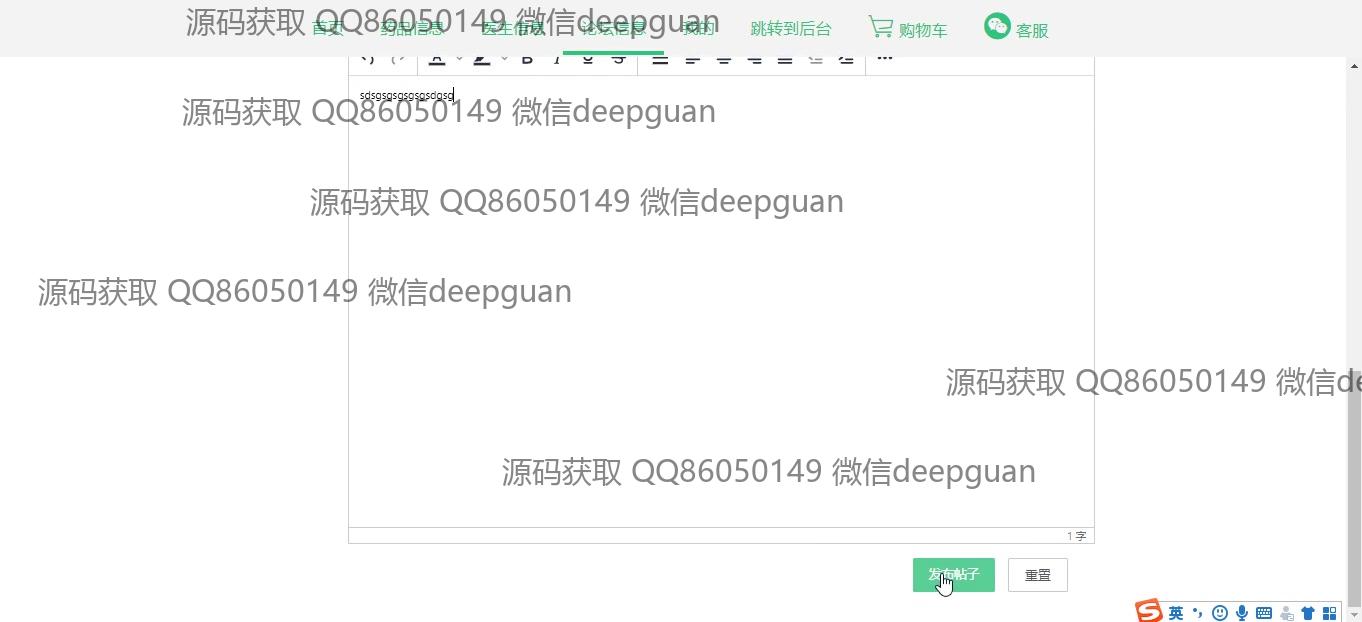 源码获取 QQ86050149 微信deepguan
首页 药品信息 医生信息 论坛信息 我的 跳转到后台 购物车 客服
sdsgsgsgsgsgsdgsg
源码获取 QQ86050149 微信deepguan
源码获取 QQ86050149 微信deepguan
源码获取 QQ86050149 微信deepguan
源码获取 QQ86050149 微信de
源码获取 QQ86050149 微信deepguan
1 字
发布帖子 重置
英